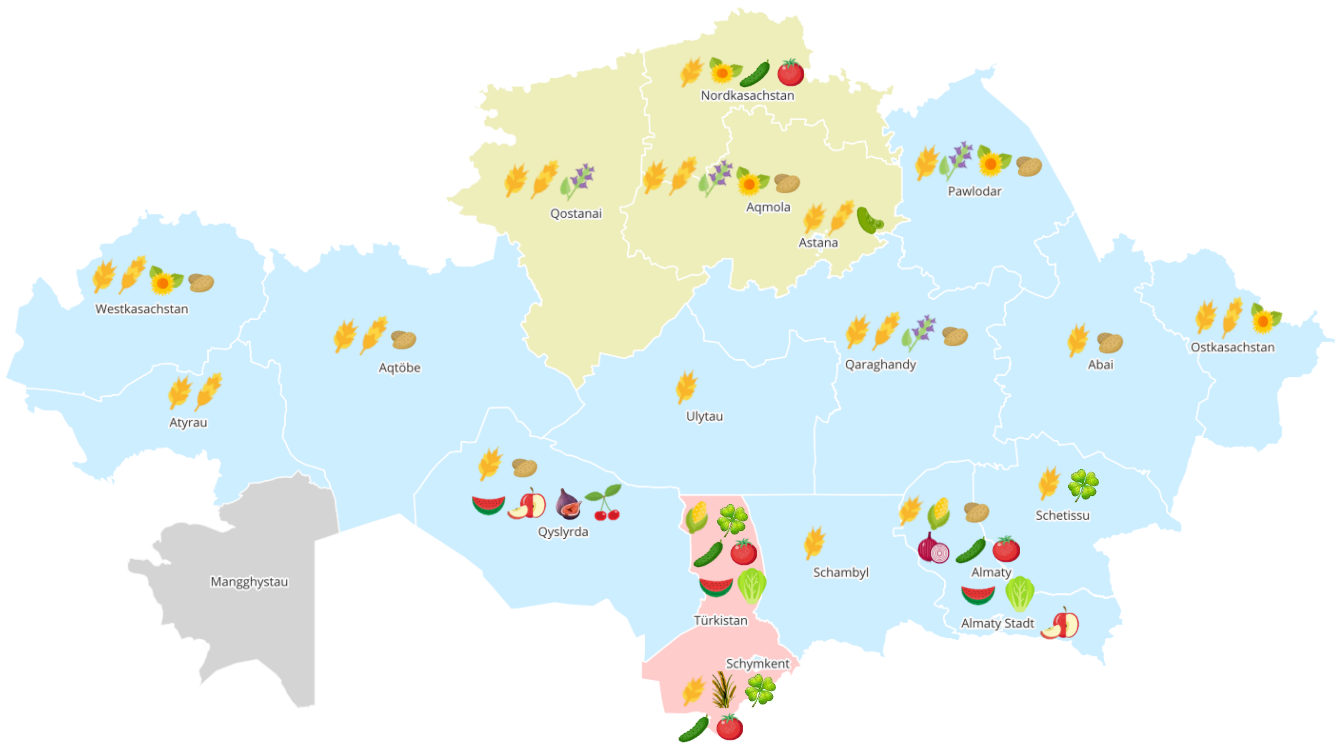 Nordkasachstan
Pawlodar
Aqmola
Qostanai
Astana
Westkasachstan
Ostkasachstan
Aqtöbe
Qaraghandy
Abai
Ulytau
Atyrau
Schetissu
Qyslyrda
Schambyl
Almaty
Mangghystau
Türkistan
Almaty Stadt
Schymkent